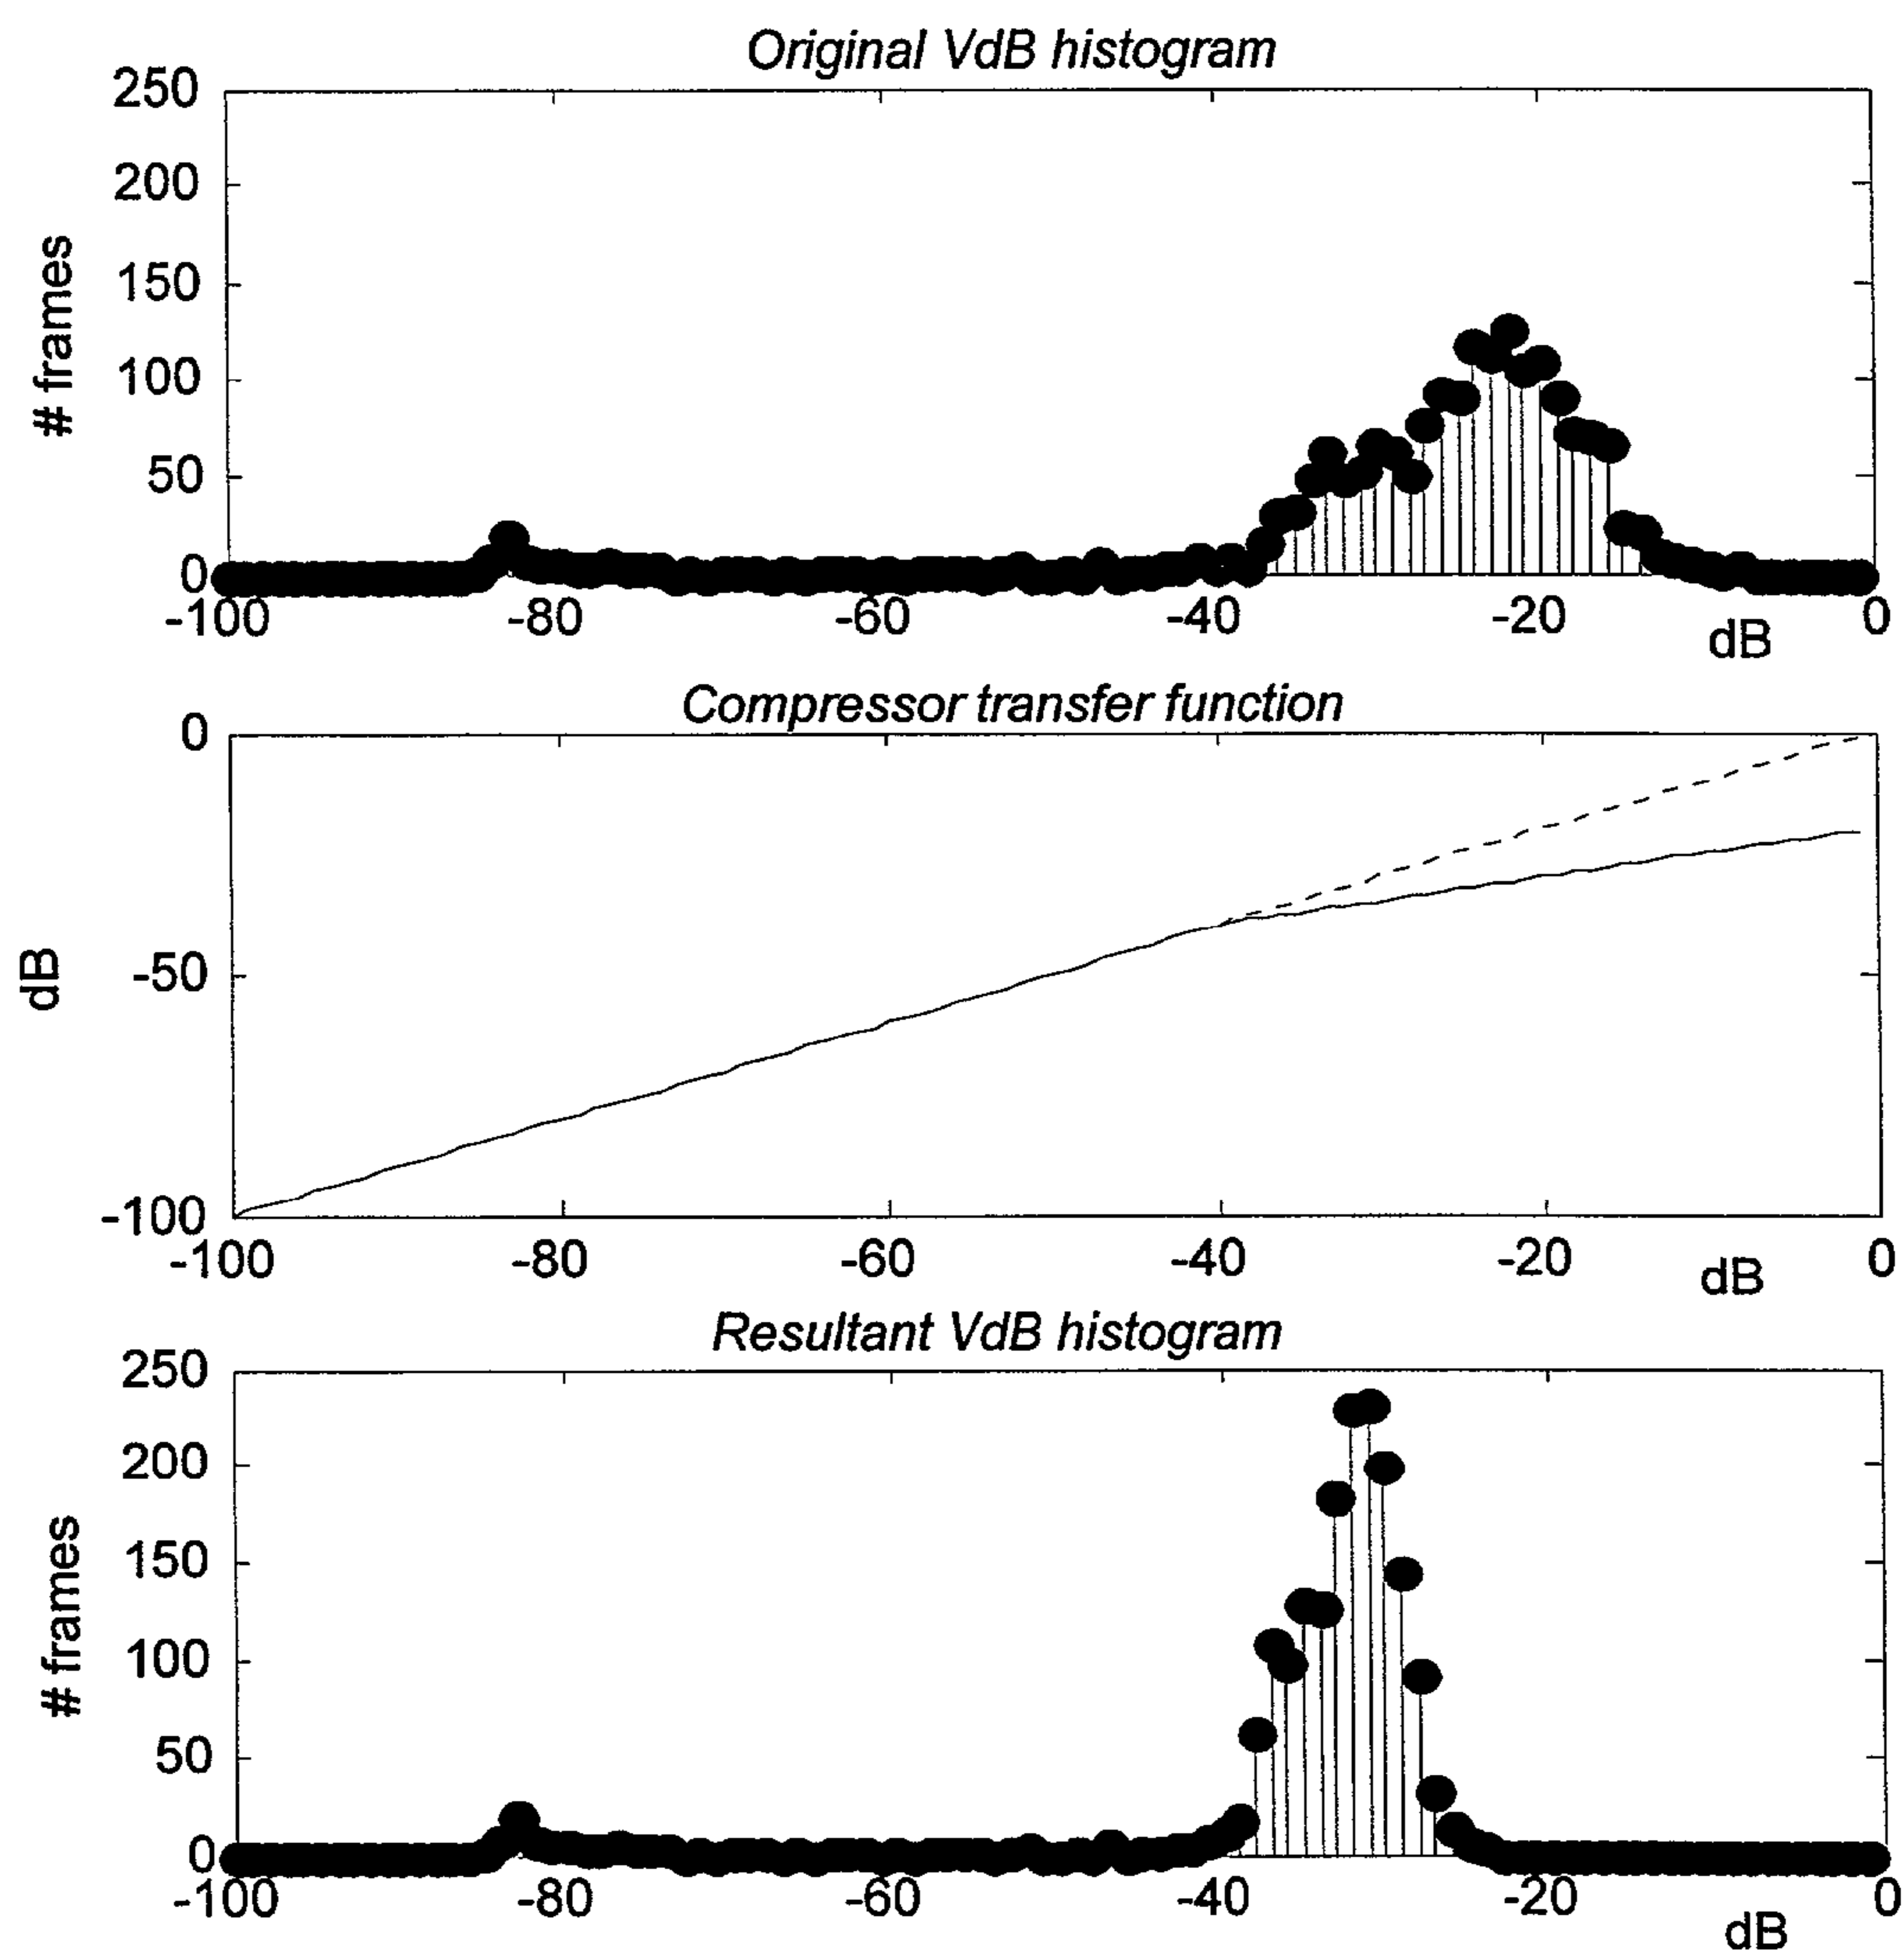 Original VdB histogram
250
200
150
100
50
0
# frames
-100 -80 -60 -40 -20 0
dB
Compressor transfer function
0
-50
-100
dB
-100 -80 -60 -40 -20 0
dB
Resultant VdB histogram
250
200
150
100
50
0
# frames
-100 -80 -60 -40 -20 0
dB